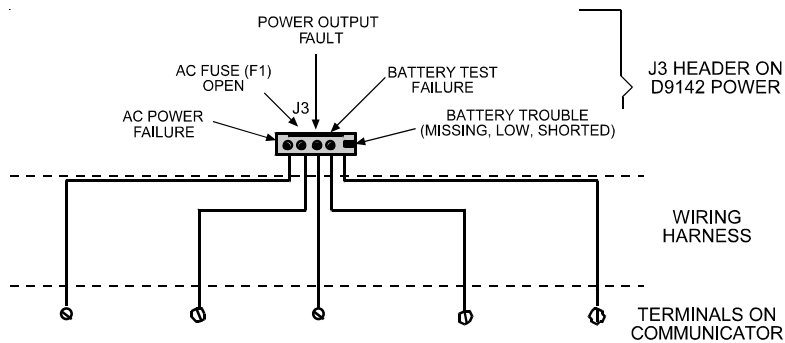 POWER OUTPUT
FAULT
AC FUSE (F1)
OPEN
BATTERY TEST
FAILURE
J3 HEADER ON
D9142 POWER
J3
AC POWER
FAILURE
BATTERY TROUBLE
(MISSING, LOW, SHORTED)
WIRING
HARNESS
TERMINALS ON
COMMUNICATOR